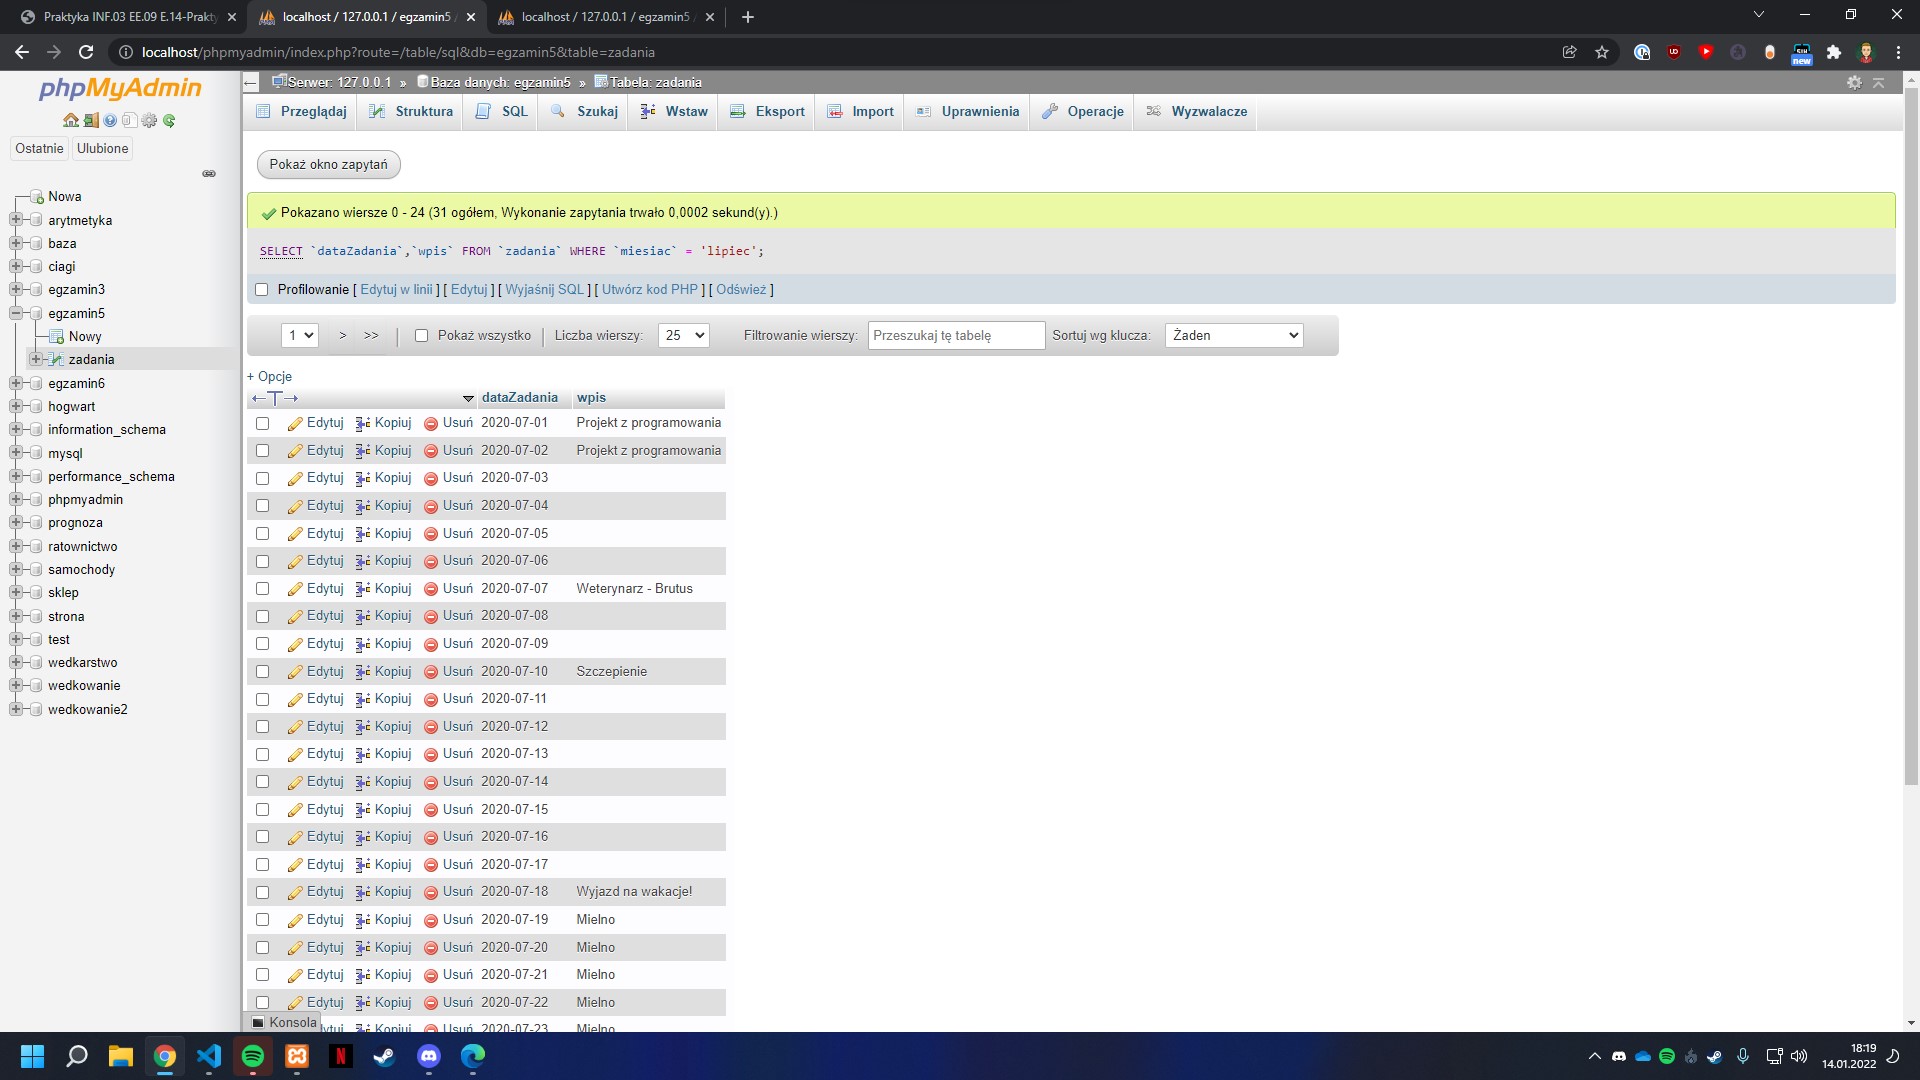 Praktyka INF.03 EE.09 E.14-Prakty
localhost / 127.0.0.1 / egzamin5 /
localhost / 127.0.0.1 / egzamin5
localhost/phpmyadmin/index.php?route=/table/sql&db=egzamin5&table=zadania
new
phpMyAdmin
Ostatnie
Ulubione
Nowa
arytmetyka
baza
ciagi
egzamin3
egzamin5
Nowy
zadania
egzamin6
hogwart
information_schema
mysql
performance_schema
phpmyadmin
prognoza
ratownictwo
samochody
sklep
strona
test
wedkarstwo
wedkowanie
wedkowanie2
Serwer: 127.0.0.1 » Baza danych: egzamin5 » Tabela: zadania
Przeglądaj Struktura SQL Szukaj Wstaw Eksport Import Uprawnienia Operacje Wyzwalacze
Pokaż okno zapytań
Pokazano wiersze 0 - 24 (31 ogółem, Wykonanie zapytania trwało 0,0002 sekund(y).)
SELECT `dataZadania`,`wpis` FROM `zadania` WHERE `miesiac` = 'lipiec';
Profilowanie [ Edytuj w linii ] [ Edytuj ] [ Wyjaśnij SQL ] [ Utwórz kod PHP ] [ Odśwież ]
1 > >> | Pokaż wszystko | Liczba wierszy: 25 Filtrowanie wierszy: Przeszukaj tę tabelę Sortuj wg klucza: Żaden
+ Opcje
←T→ dataZadania wpis
Edytuj Kopiuj Usuń 2020-07-01 Projekt z programowania
Edytuj Kopiuj Usuń 2020-07-02 Projekt z programowania
Edytuj Kopiuj Usuń 2020-07-03
Edytuj Kopiuj Usuń 2020-07-04
Edytuj Kopiuj Usuń 2020-07-05
Edytuj Kopiuj Usuń 2020-07-06
Edytuj Kopiuj Usuń 2020-07-07 Weterynarz - Brutus
Edytuj Kopiuj Usuń 2020-07-08
Edytuj Kopiuj Usuń 2020-07-09
Edytuj Kopiuj Usuń 2020-07-10 Szczepienie
Edytuj Kopiuj Usuń 2020-07-11
Edytuj Kopiuj Usuń 2020-07-12
Edytuj Kopiuj Usuń 2020-07-13
Edytuj Kopiuj Usuń 2020-07-14
Edytuj Kopiuj Usuń 2020-07-15
Edytuj Kopiuj Usuń 2020-07-16
Edytuj Kopiuj Usuń 2020-07-17
Edytuj Kopiuj Usuń 2020-07-18 Wyjazd na wakacje!
Edytuj Kopiuj Usuń 2020-07-19 Mielno
Edytuj Kopiuj Usuń 2020-07-20 Mielno
Edytuj Kopiuj Usuń 2020-07-21 Mielno
Edytuj Kopiuj Usuń 2020-07-22 Mielno
Edytuj Kopiuj Usuń 2020-07-23 Mielno
Konsola
18:19
14.01.2022